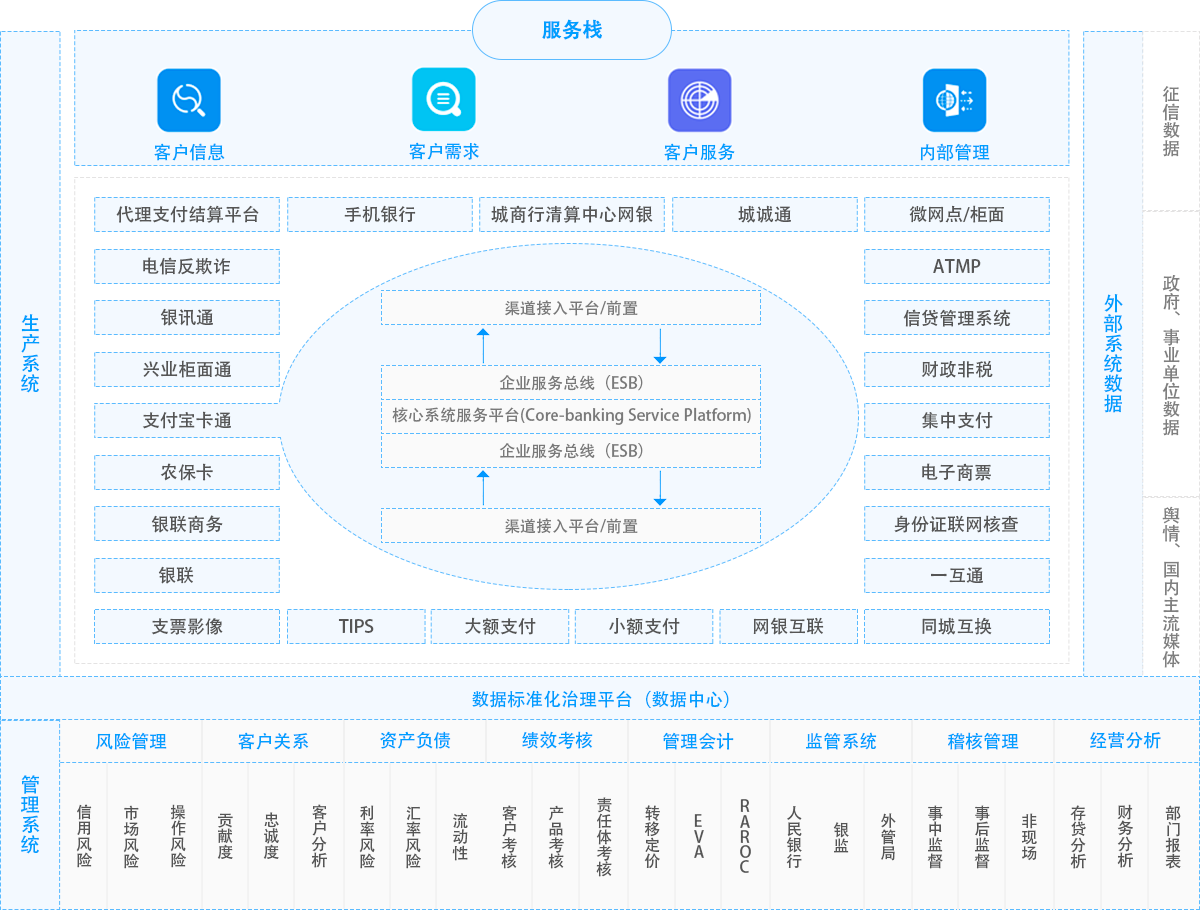 服务栈
客户信息
客户需求
客户服务
内部管理
生产系统
代理支付结算平台
手机银行
城商行清算中心网银
城诚通
微网点/柜面
电信反欺诈
银讯通
兴业柜面通
支付宝卡通
农保卡
银联商务
银联
支票影像
渠道接入平台/前置
企业服务总线（ESB）
核心系统服务平台(Core-banking Service Platform)
企业服务总线（ESB）
渠道接入平台/前置
ATMP
信贷管理系统
财政非税
集中支付
电子商票
身份证联网核查
一互通
TIPS
大额支付
小额支付
网银互联
同城互换
外部系统数据
征信数据
政府、事业单位数据
舆情、国内主流媒体
数据标准化治理平台（数据中心）
管理系统
风险管理
客户关系
资产负债
绩效考核
管理会计
监管系统
稽核管理
经营分析
信用风险
市场风险
操作风险
贡献度
忠诚度
客户分析
利率风险
汇率风险
流动性
客户考核
产品考核
责任体考核
转移定价
EVA
RAROC
人民银行
银监
外管局
事中监督
事后监督
非现场
存贷分析
财务分析
部门报表